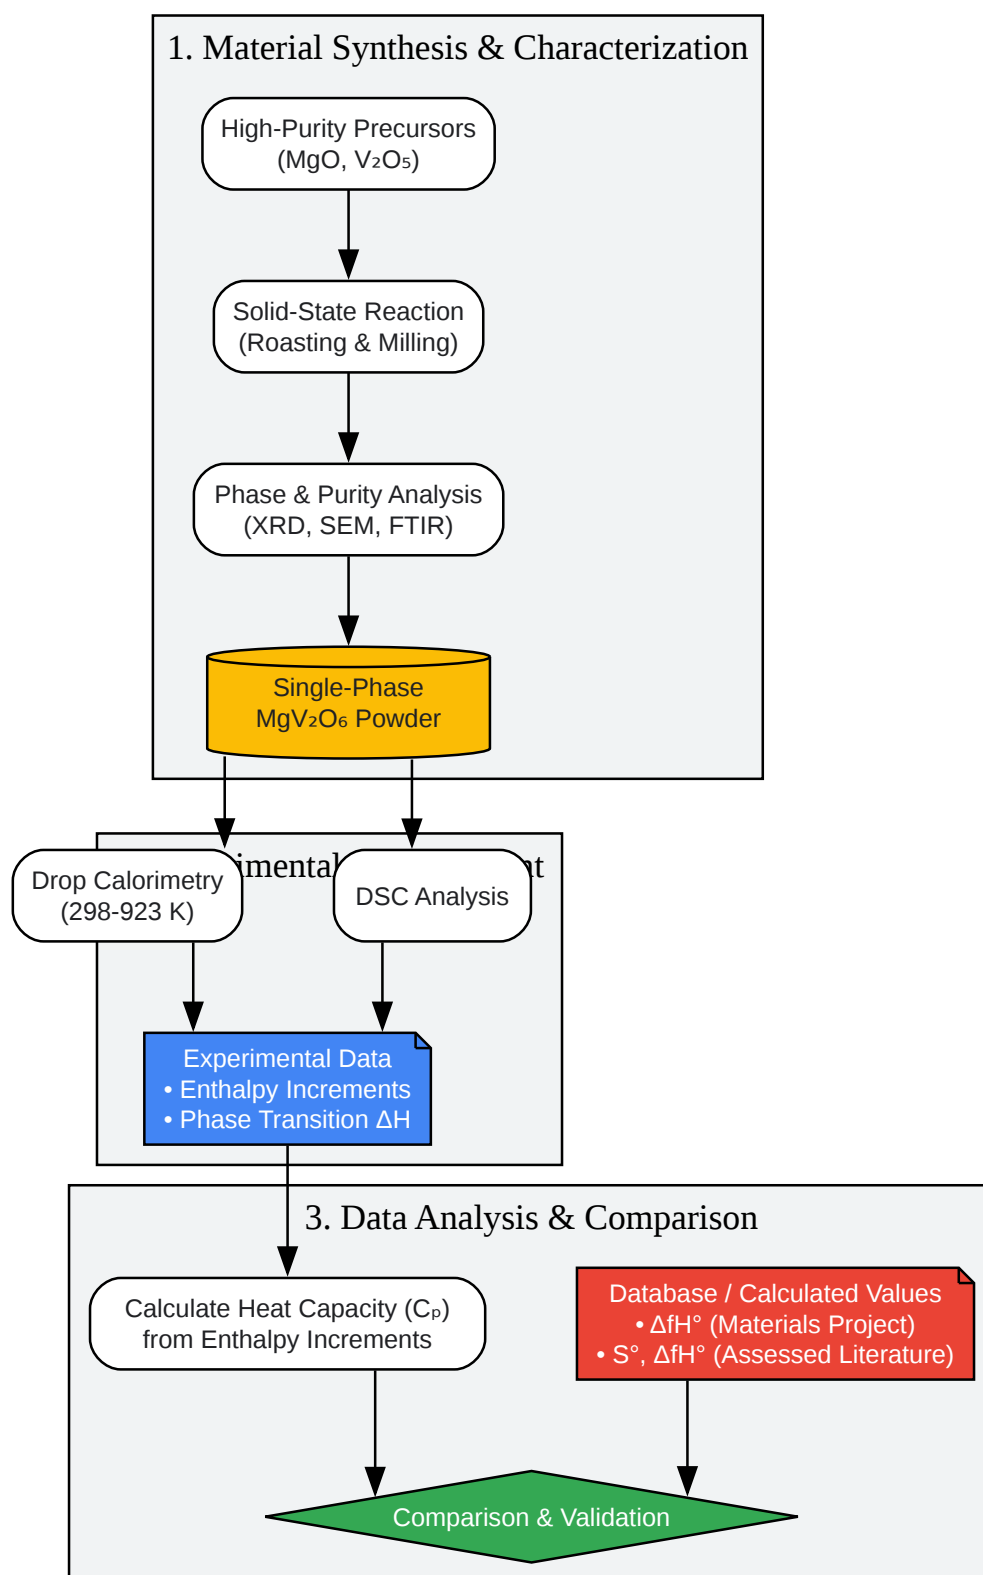 1. Material Synthesis & Characterization
High-Purity Precursors
(MgO, V₂O₅)
Solid-State Reaction
(Roasting & Milling)
Phase & Purity Analysis
(XRD, SEM, FTIR)
Single-Phase
MgV₂O₆ Powder
Drop Calorimetry
(298-923 K)
DSC Analysis
Experimental Data
• Enthalpy Increments
• Phase Transition ΔH
3. Data Analysis & Comparison
Calculate Heat Capacity (Cₚ)
from Enthalpy Increments
Database / Calculated Values
• ΔfH° (Materials Project)
• S°, ΔfH° (Assessed Literature)
Comparison & Validation